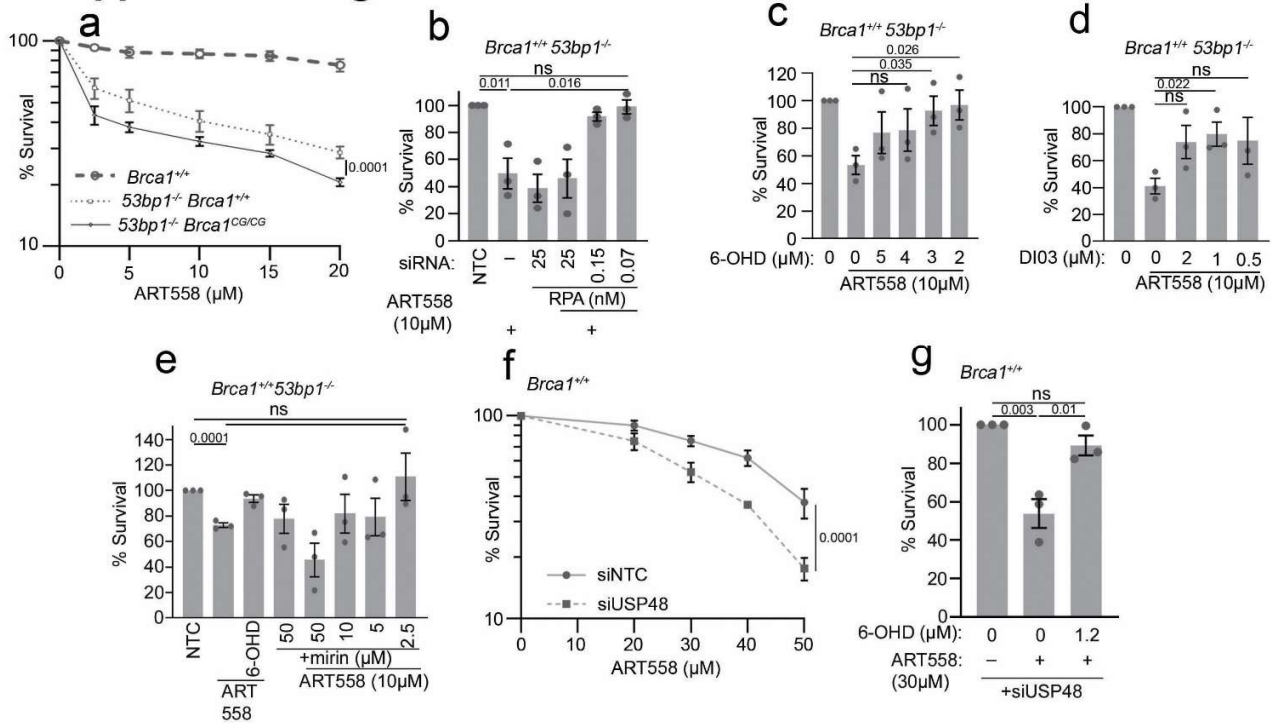 a
100
10
% Survival
Brca1+/+
53bp1-/- Brca1+/+
53bp1-/- Brca1CG/CG
0.0001
0 5 10 15 20
ART558 (µM)
b
Brca1+/+ 53bp1-/-
ns
0.011 0.016
100
80
60
40
20
0
% Survival
siRNA: NTC – 25 25 0.15 0.07
RPA (nM)
ART558
(10µM)
+ +
c
Brca1+/+ 53bp1-/-
0.026
0.035
ns
120
100
80
60
40
20
0
% Survival
6-OHD (µM): 0 0 5 4 3 2
ART558 (10µM)
d
Brca1+/+ 53bp1-/-
ns
0.022
ns
100
80
60
40
20
0
% Survival
DI03 (µM): 0 0 2 1 0.5
ART558 (10µM)
e
Brca1+/+53bp1-/-
ns
0.0001
140
120
100
80
60
40
20
0
% Survival
NTC 6-OHD 50 50 10 5 2.5
+mirin (µM)
ART
558
ART558 (10µM)
f
Brca1+/+
100
10
% Survival
siNTC
siUSP48
0.0001
0 10 20 30 40 50
ART558 (µM)
g
Brca1+/+
ns
0.003 0.01
100
80
60
40
20
0
% Survival
6-OHD (µM): 0 0 1.2
ART558: – + +
(30µM)
+siUSP48